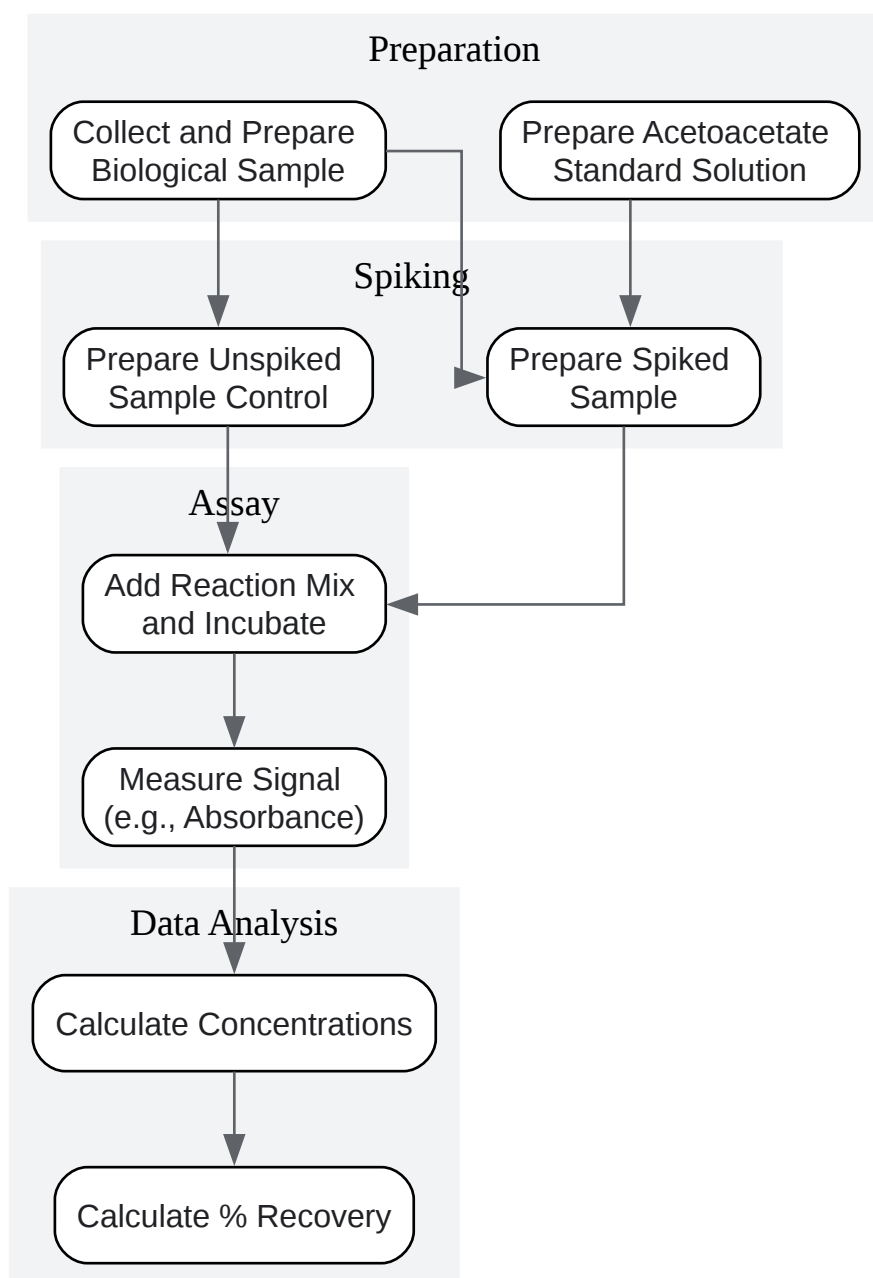 Preparation
Collect and Prepare
Biological Sample
Prepare Acetoacetate
Standard Solution
Spiking
Prepare Unspiked
Sample Control
Prepare Spiked
Sample
Assay
Add Reaction Mix
and Incubate
Measure Signal
(e.g., Absorbance)
Data Analysis
Calculate Concentrations
Calculate % Recovery